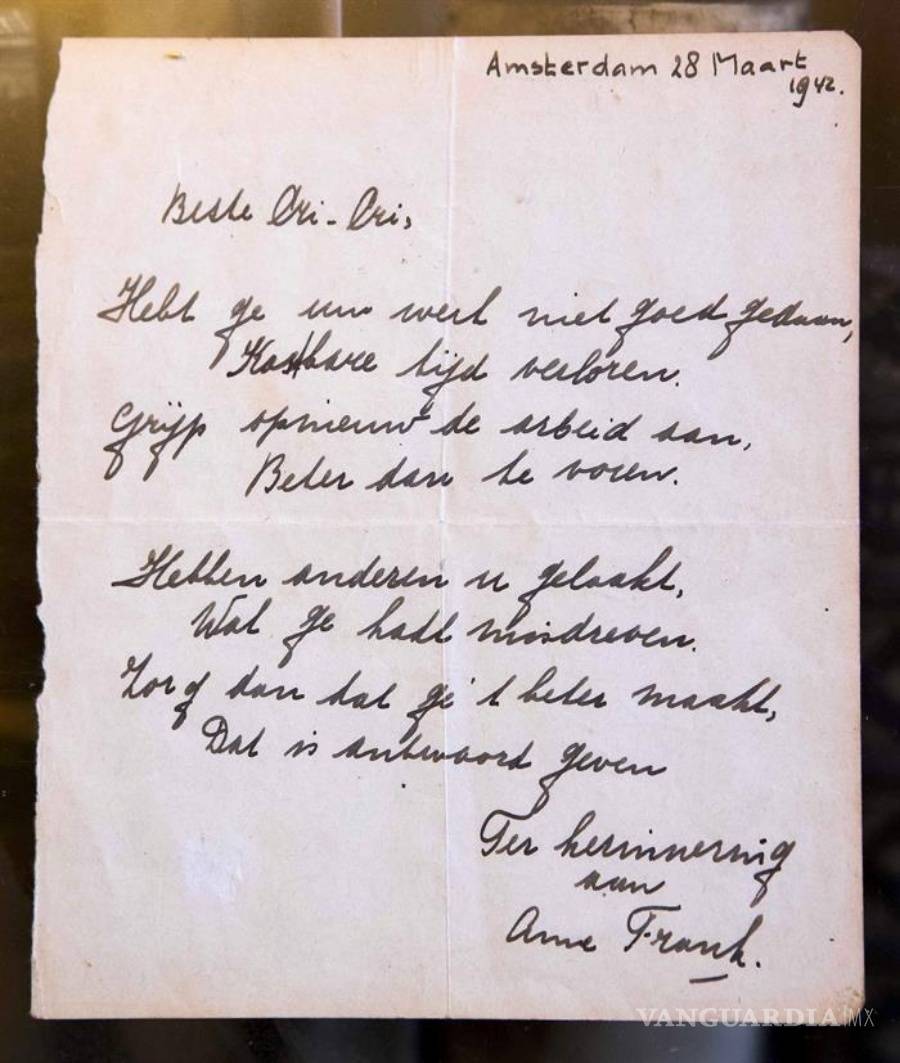 Amsterdam 28 Maart
1942.
Beste Cri-Cri,
Hebt ge uw werk niet goed gedaan,
Kostbare tijd verloren.
Grijp opnieuw de arbeid aan,
Beter dan te voren.
Hebben anderen u gelaakt,
Wat ge hadt misdreven.
Zorg dan dat ge 't beter maakt,
Dat is antwoord geven
Ter herinnering
aan
Anne Frank.
VANGUARDIA|MX